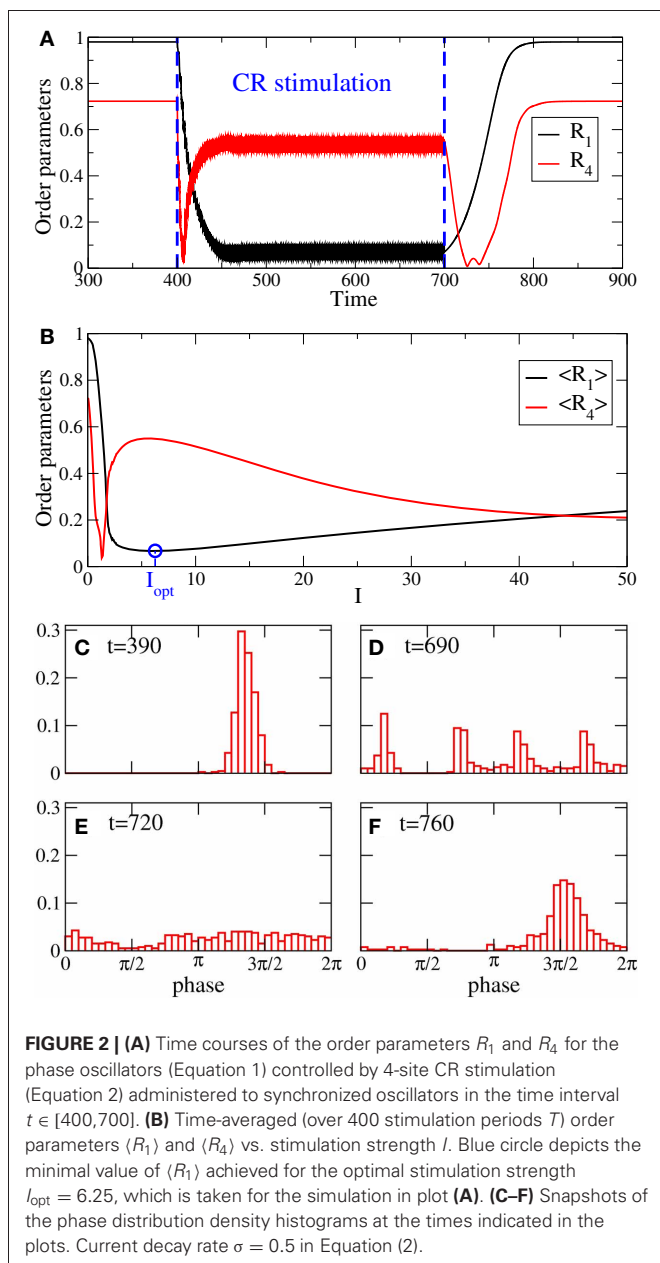 A
1
0.8
0.6
0.4
0.2
0
Order parameters
CR stimulation
R1
R4
300 400 500 600 700 800 900
Time
B
1
0.8
0.6
0.4
0.2
0
Order parameters
<R1>
<R4>
0 10 20 30 40 50
Iopt
I
0.3
0.2
0.1
0
C t=390
D t=690
0.3
0.2
0.1
0
E t=720
F t=760
0 π/2 π 3π/2 2π
phase
0 π/2 π 3π/2 2π
phase
FIGURE 2 | (A) Time courses of the order parameters R1 and R4 for the
phase oscillators (Equation 1) controlled by 4-site CR stimulation
(Equation 2) administered to synchronized oscillators in the time interval
t ∈ [400,700]. (B) Time-averaged (over 400 stimulation periods T) order
parameters ⟨R1⟩ and ⟨R4⟩ vs. stimulation strength I. Blue circle depicts the
minimal value of ⟨R1⟩ achieved for the optimal stimulation strength
Iopt = 6.25, which is taken for the simulation in plot (A). (C–F) Snapshots of
the phase distribution density histograms at the times indicated in the
plots. Current decay rate σ = 0.5 in Equation (2).